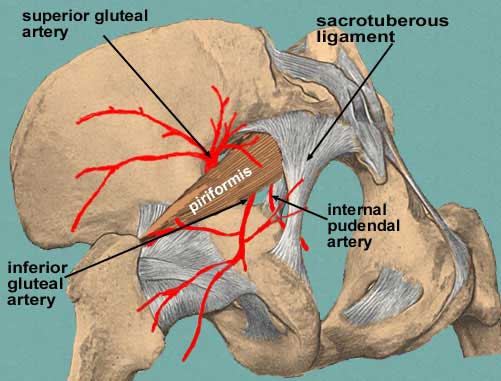 superior gluteal
artery
sacrotuberous
ligament
piriformis
internal
pudendal
artery
inferior
gluteal
artery